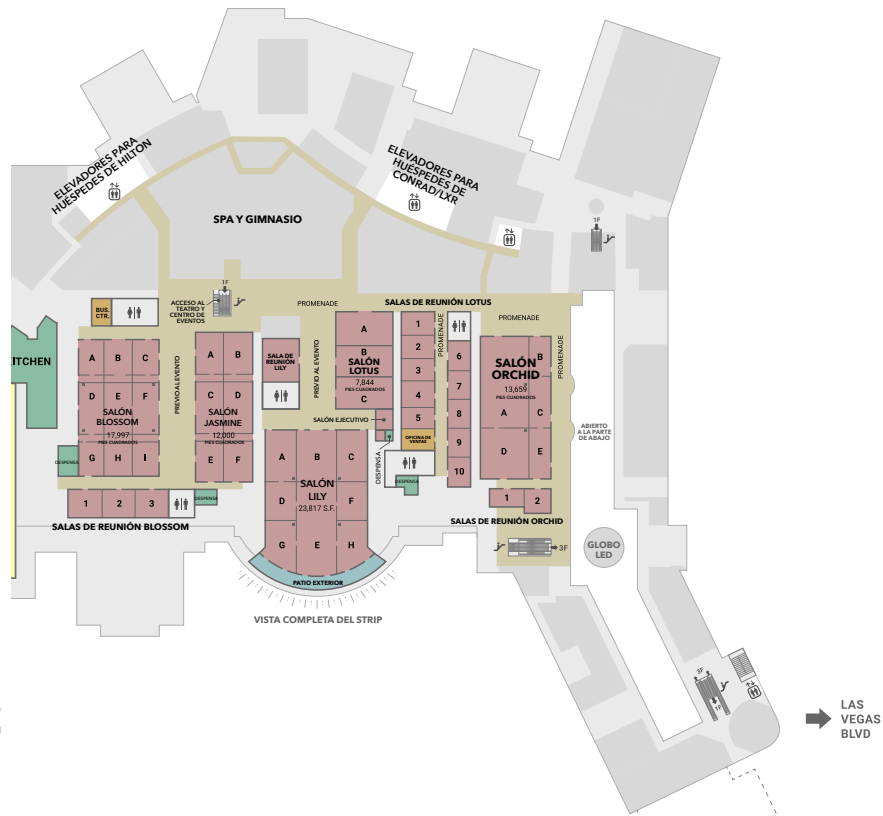 ELEVADORES PARA
HUÉSPEDES DE HILTON
ELEVADORES PARA
HUÉSPEDES DE
CONRAD/LXR
SPA Y GIMNASIO
1F
1F
ACCESO AL
TEATRO Y
CENTRO DE
EVENTOS
PROMENADE
SALAS DE REUNIÓN LOTUS
BUS.
CTR.
PROMENADE
PROMENADE
PROMENADE
ITCHEN
A B C
D E F
SALÓN
BLOSSOM
17,997
PIES CUADRADOS
G H I
DESPENSA
PREVIO AL EVENTO
A B
C D
SALÓN
JASMINE
12,000
PIES CUADRADOS
E F
SALA DE
REUNIÓN
LILY
PREVIO AL EVENTO
A
B
SALÓN
LOTUS
7,844
PIES CUADRADOS
C
SALÓN EJECUTIVO
DESPENSA
1
2
3
4
5
OFICINA DE
VENTAS
DESPENSA
6
7
8
9
10
SALÓN
ORCHID
13,659
PIES CUADRADOS
B
A C
D E
ABIERTO
A LA PARTE
DE ABAJO
1 2 3
DESPENSA
SALAS DE REUNIÓN BLOSSOM
A B C
SALÓN
LILY
23,817 S.F.
D F
G E H
PATIO EXTERIOR
VISTA COMPLETA DEL STRIP
1 2
SALAS DE REUNIÓN ORCHID
3F
GLOBO
LED
3F
1F
LAS
VEGAS
BLVD